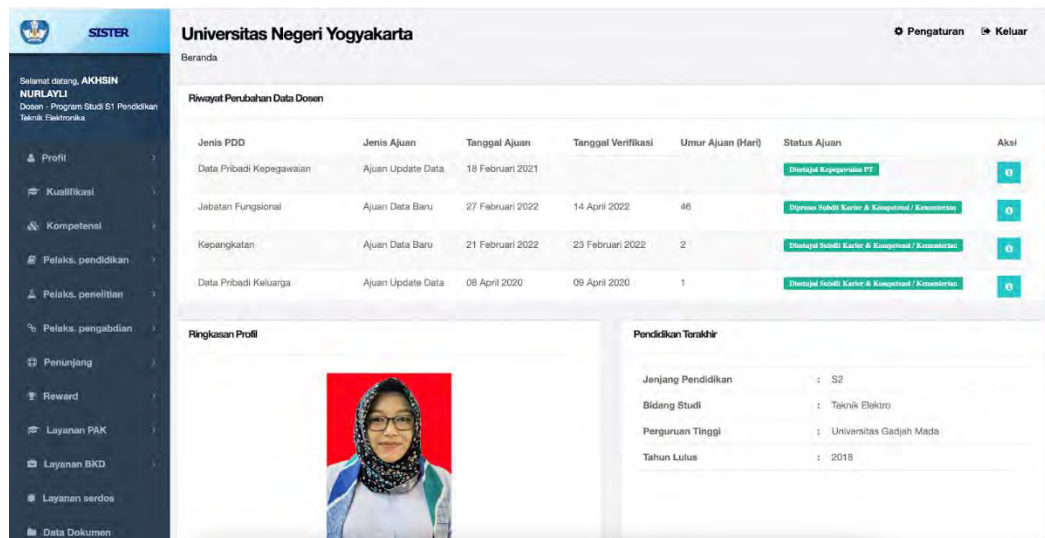 SISTER
Selamat datang, AKHSIN
NURLAYLI
Dosen - Program Studi S1 Pendidikan
Teknik Elektronika
Profil
Kualifikasi
Kompetensi
Pelaks. pendidikan
Pelaks. penelitian
Pelaks. pengabdian
Penunjang
Reward
Layanan PAK
Layanan BKD
Layanan serdos
Data Dokumen
Universitas Negeri Yogyakarta
Pengaturan Keluar
Beranda
Riwayat Perubahan Data Dosen
Jenis PDD Jenis Ajuan Tanggal Ajuan Tanggal Verifikasi Umur Ajuan (Hari) Status Ajuan Aksi
Data Pribadi Kepegawaian Ajuan Update Data 18 Februari 2021 Disetujui Kepegawaian PT
Jabatan Fungsional Ajuan Data Baru 27 Februari 2022 14 April 2022 46 Diproses Subdit Karier & Kompetensi / Kementerian
Kepangkatan Ajuan Data Baru 21 Februari 2022 23 Februari 2022 2 Disetujui Subdit Karier & Kompetensi / Kementerian
Data Pribadi Keluarga Ajuan Update Data 08 April 2020 09 April 2020 1 Disetujui Subdit Karier & Kompetensi / Kementerian
Ringkasan Profil
Pendidikan Terakhir
Jenjang Pendidikan : S2
Bidang Studi : Teknik Elektro
Perguruan Tinggi : Universitas Gadjah Mada
Tahun Lulus : 2018